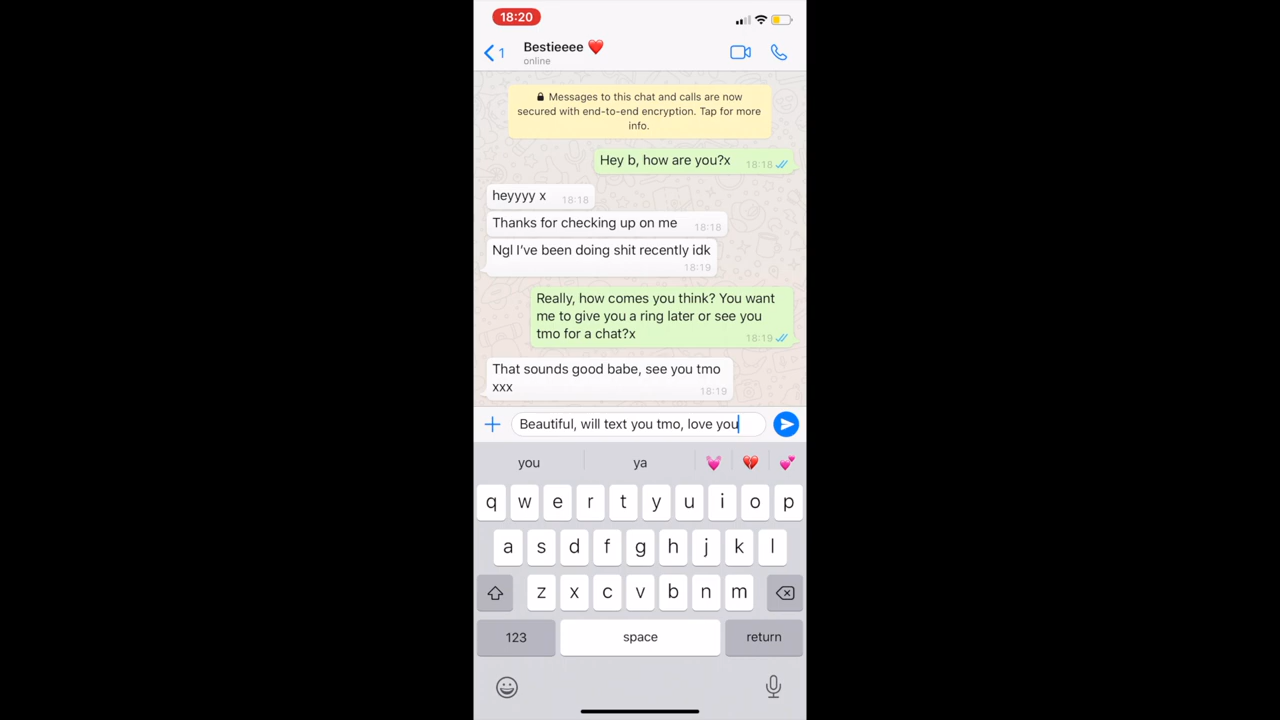 18:20
1
Bestieeee ❤️
online
Messages to this chat and calls are now
secured with end-to-end encryption. Tap for more
info.
Hey b, how are you?x 18:18
heyyyy x 18:18
Thanks for checking up on me 18:18
Ngl I’ve been doing shit recently idk
18:19
Really, how comes you think? You want
me to give you a ring later or see you
tmo for a chat?x 18:19
That sounds good babe, see you tmo
xxx 18:19
Beautiful, will text you tmo, love you
you ya 💓 💔 💕
q w e r t y u i o p
a s d f g h j k l
z x c v b n m
123 space return